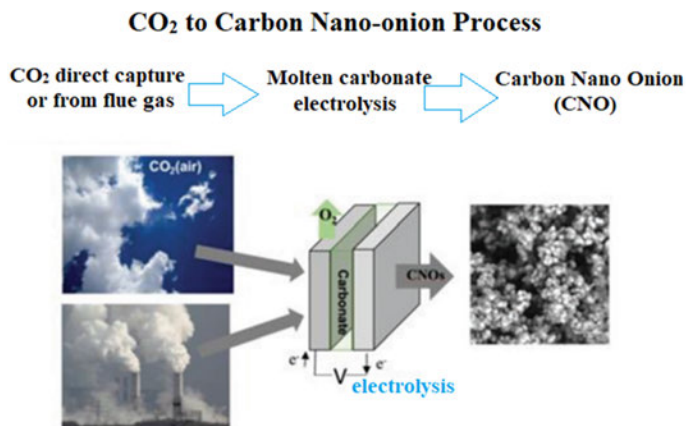 CO₂ to Carbon Nano-onion Process
CO₂ direct capture
or from flue gas
Molten carbonate
electrolysis
Carbon Nano Onion
(CNO)
CO₂(air)
O₂
Carbonate
CNOs
e⁻
V
e⁻
electrolysis